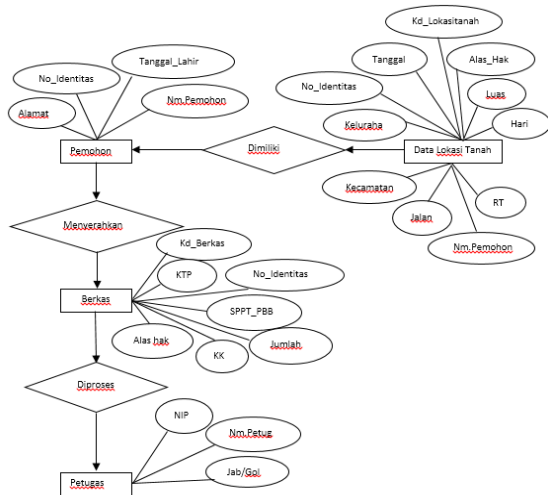 Kd_Lokasitanah
Tanggal_Lahir
Tanggal
Alas_Hak
No_Identitas
No_Identitas
Luas
Alamat
Nm.Pemohon
Keluraha
Hari
Pemohon
Dimiliki
Data Lokasi Tanah
Kecamatan
RT
Jalan
Menyerahkan
Nm.Pemohon
Kd_Berkas
KTP
No_Identitas
Berkas
SPPT_PBB
Alas hak
Jumlah
KK
Diproses
NIP
Nm.Petug
Jab/Gol
Petugas